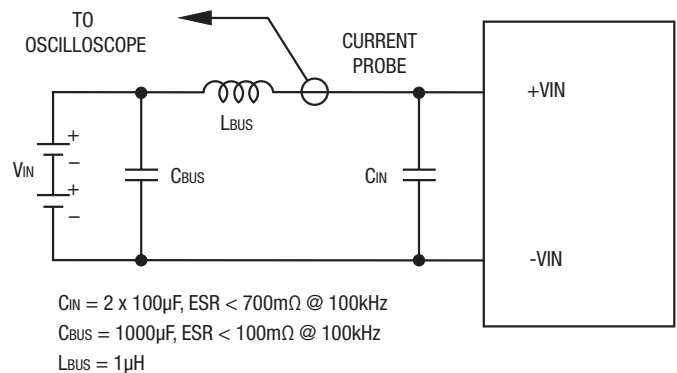 TO
OSCILLOSCOPE
CURRENT
PROBE
LBUS
+VIN
VIN
+
−
+
−
CBUS
CIN
-VIN
CIN = 2 x 100µF, ESR < 700mΩ @ 100kHz
CBUS = 1000µF, ESR < 100mΩ @ 100kHz
LBUS = 1µH